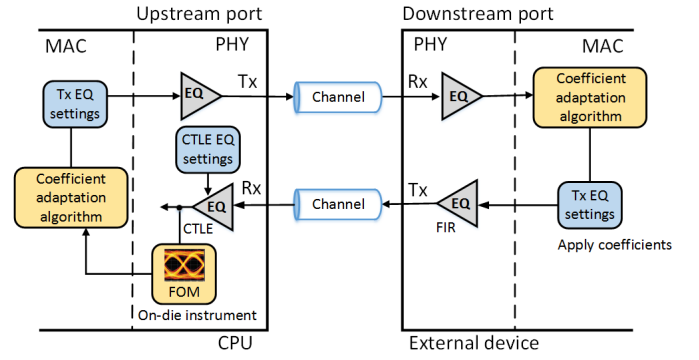 Upstream port
Downstream port
MAC
PHY
PHY
MAC
Tx EQ
settings
EQ
Tx
Channel
Rx
EQ
Coefficient
adaptation
algorithm
CTLE EQ
settings
Coefficient
adaptation
algorithm
EQ
Rx
Channel
Tx
EQ
Tx EQ
settings
CTLE
FIR
Apply coefficients
FOM
On-die instrument
CPU
External device